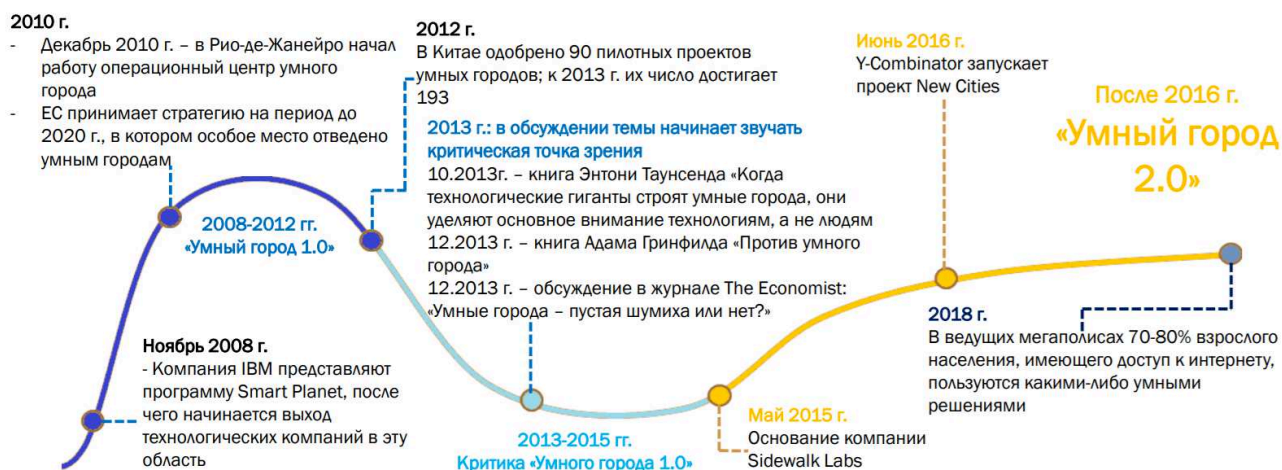 2010 г.
- Декабрь 2010 г. – в Рио-де-Жанейро начал
работу операционный центр умного
города
- ЕС принимает стратегию на период до
2020 г., в котором особое место отведено
умным городам
2008-2012 гг.
«Умный город 1.0»
Ноябрь 2008 г.
- Компания IBM представляют
программу Smart Planet, после
чего начинается выход
технологических компаний в эту
область
2012 г.
В Китае одобрено 90 пилотных проектов
умных городов; к 2013 г. их число достигает
193
2013 г.: в обсуждении темы начинает звучать
критическая точка зрения
10.2013г. – книга Энтони Таунсенда «Когда
технологические гиганты строят умные города, они
уделяют основное внимание технологиям, а не людям
12.2013 г. – книга Адама Гринфилда «Против умного
города»
12.2013 г. – обсуждение в журнале The Economist:
«Умные города – пустая шумиха или нет?»
2013-2015 гг.
Критика «Умного города 1.0»
Май 2015 г.
Основание компании
Sidewalk Labs
Июнь 2016 г.
Y-Combinator запускает
проект New Cities
После 2016 г.
«Умный город
2.0»
2018 г.
В ведущих мегаполисах 70-80% взрослого
населения, имеющего доступ к интернету,
пользуются какими-либо умными
решениями